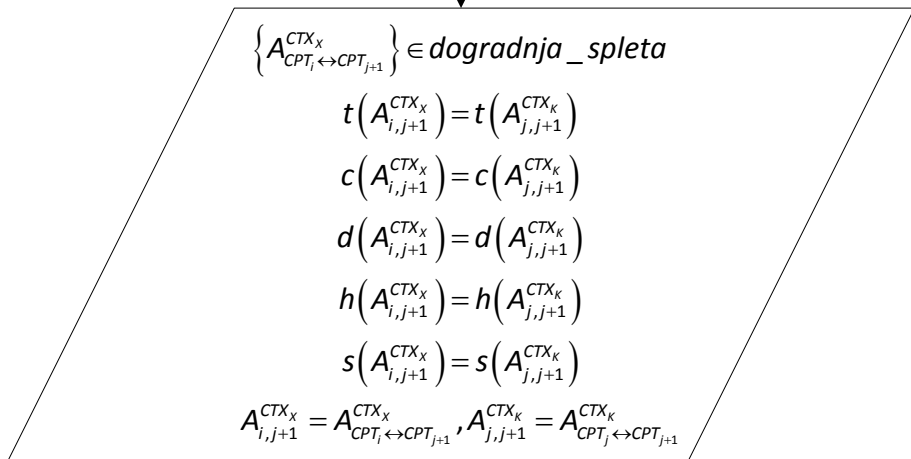 {A^{CTX_X}_{CPT_i↔CPT_{j+1}}} ∈ dogradnja_spleta
t(A^{CTX_X}_{i,j+1}) = t(A^{CTX_K}_{j,j+1})
c(A^{CTX_X}_{i,j+1}) = c(A^{CTX_K}_{j,j+1})
d(A^{CTX_X}_{i,j+1}) = d(A^{CTX_K}_{j,j+1})
h(A^{CTX_X}_{i,j+1}) = h(A^{CTX_K}_{j,j+1})
s(A^{CTX_X}_{i,j+1}) = s(A^{CTX_K}_{j,j+1})
A^{CTX_X}_{i,j+1} = A^{CTX_X}_{CPT_i↔CPT_{j+1}}, A^{CTX_K}_{j,j+1} = A^{CTX_K}_{CPT_j↔CPT_{j+1}}